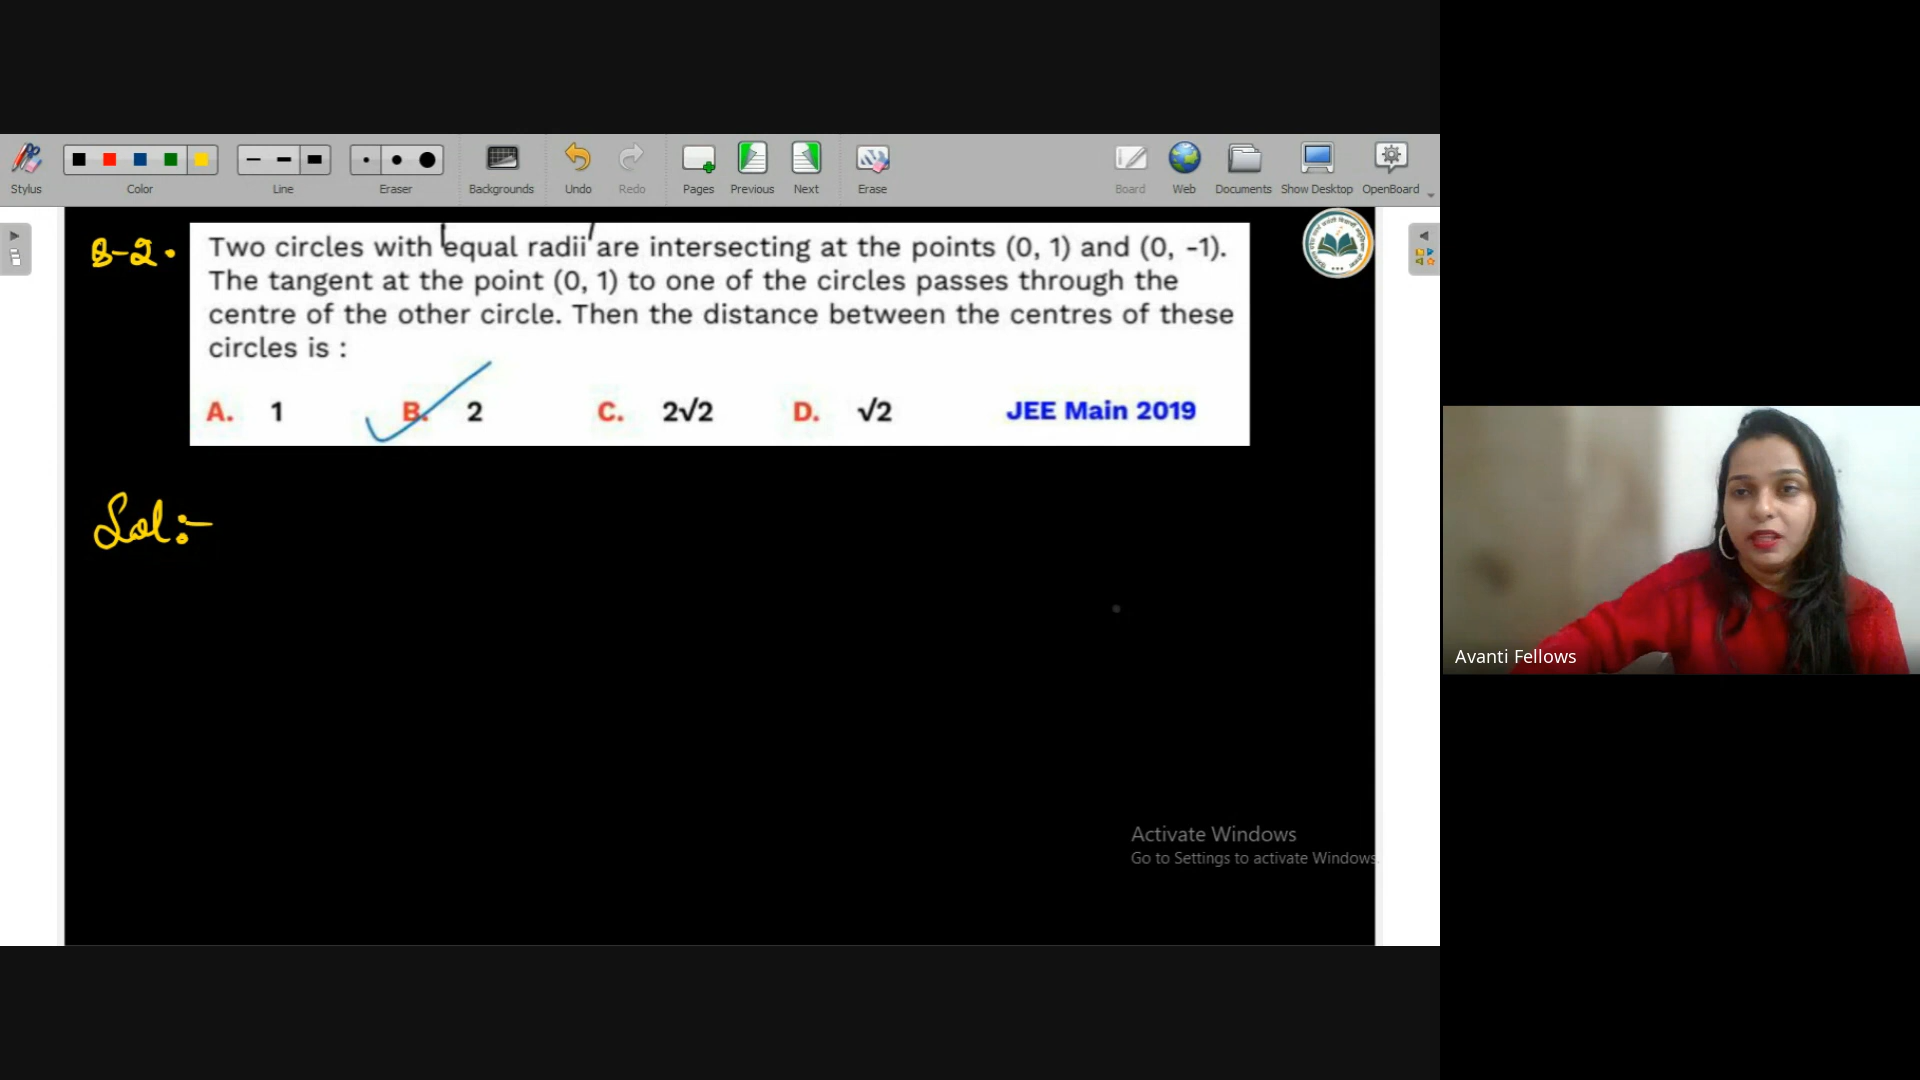 Stylus Color Line Eraser Backgrounds Undo Redo Pages Previous Next Erase Board Web Documents Show Desktop OpenBoard
8-2.
Two circles with equal radii are intersecting at the points (0, 1) and (0, -1).
The tangent at the point (0, 1) to one of the circles passes through the
centre of the other circle. Then the distance between the centres of these
circles is :
A. 1 B. 2 C. 2√2 D. √2 JEE Main 2019
Sol:-
Avanti Fellows
Activate Windows
Go to Settings to activate Windows.